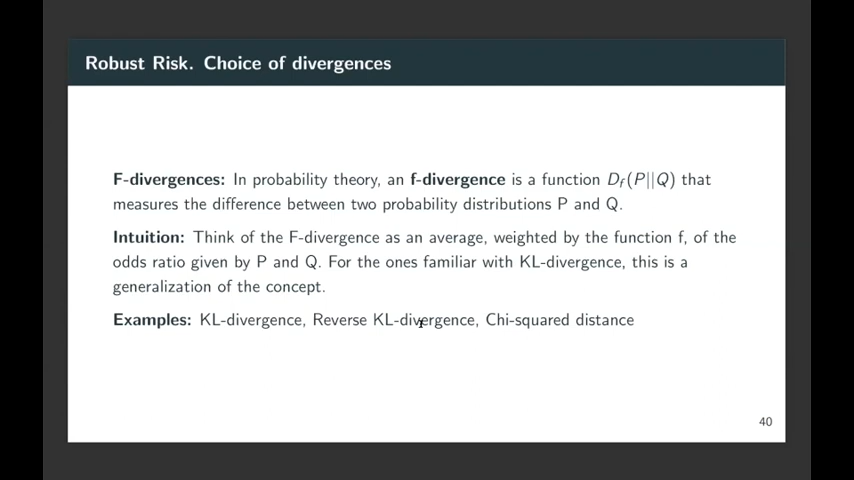 Robust Risk. Choice of divergences
F-divergences: In probability theory, an f-divergence is a function D_f(P||Q) that
measures the difference between two probability distributions P and Q.
Intuition: Think of the F-divergence as an average, weighted by the function f, of the
odds ratio given by P and Q. For the ones familiar with KL-divergence, this is a
generalization of the concept.
Examples: KL-divergence, Reverse KL-divergence, Chi-squared distance
40